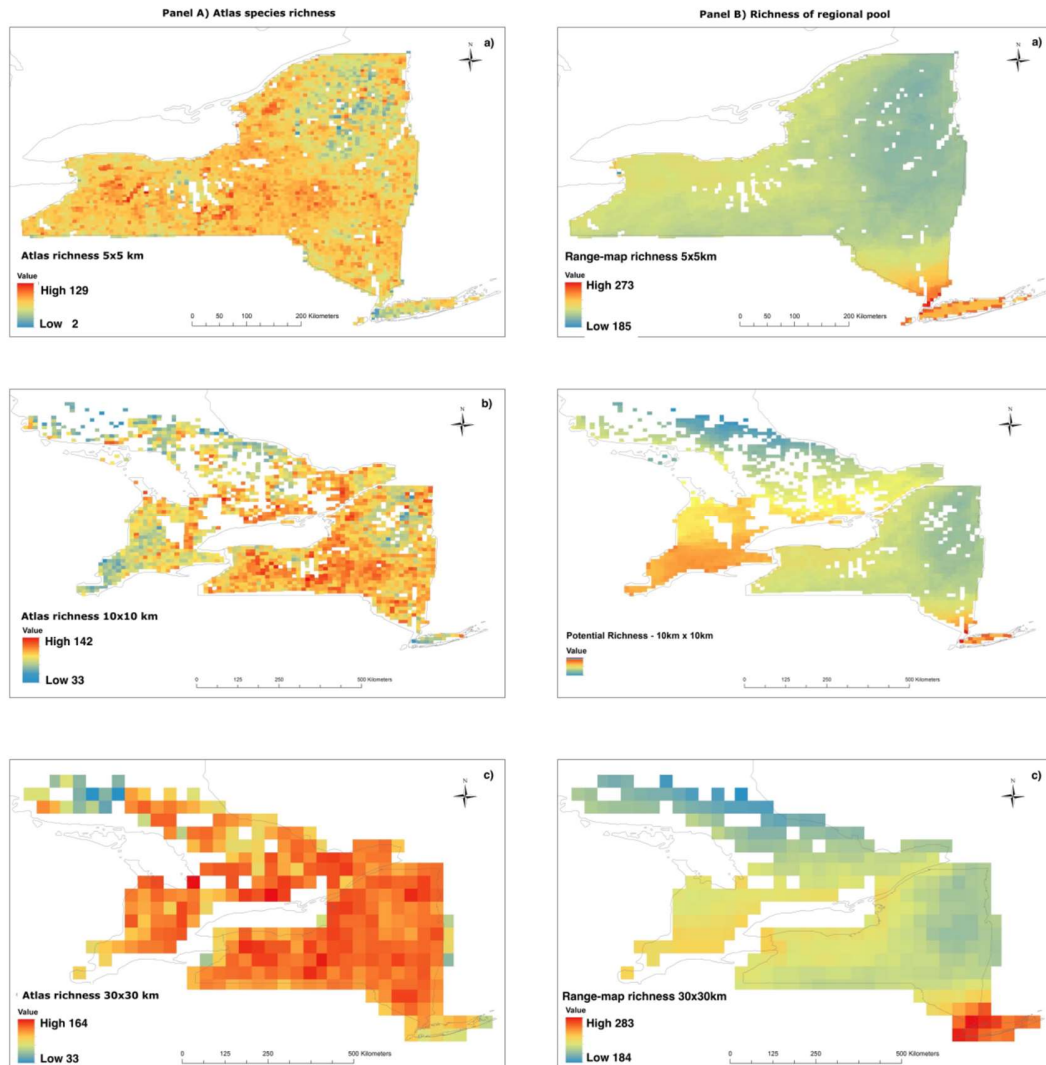 Panel A) Atlas species richness
a)
N
Atlas richness 5x5 km
Value
High 129
Low 2
0 50 100 200 Kilometers
b)
N
Atlas richness 10x10 km
Value
High 142
Low 33
0 125 250 500 Kilometers
c)
N
Atlas richness 30x30 km
Value
High 164
Low 33
0 125 250 500 Kilometers
Panel B) Richness of regional pool
a)
N
Range-map richness 5x5km
Value
High 273
Low 185
0 50 100 200 Kilometers
b)
N
Potential Richness - 10km x 10km
Value
0 125 250 500 Kilometers
c)
N
Range-map richness 30x30km
Value
High 283
Low 184
0 125 250 500 Kilometers